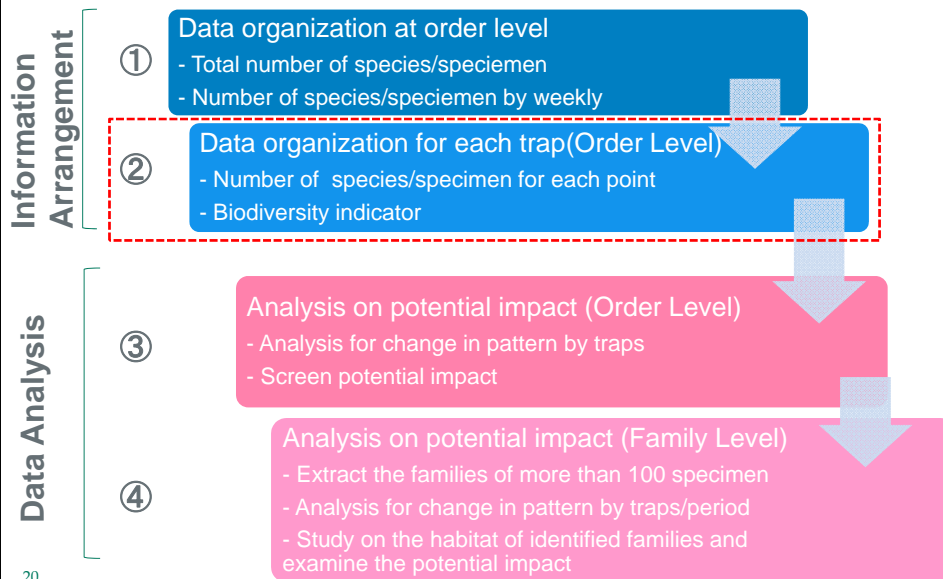 Information
Arrangement
①
Data organization at order level
- Total number of species/speciemen
- Number of species/speciemen by weekly
②
Data organization for each trap(Order Level)
- Number of  species/specimen for each point
- Biodiversity indicator
Data Analysis
③
Analysis on potential impact (Order Level)
- Analysis for change in pattern by traps
- Screen potential impact
④
Analysis on potential impact (Family Level)
- Extract the families of more than 100 specimen
- Analysis for change in pattern by traps/period
- Study on the habitat of identified families and
examine the potential impact
20